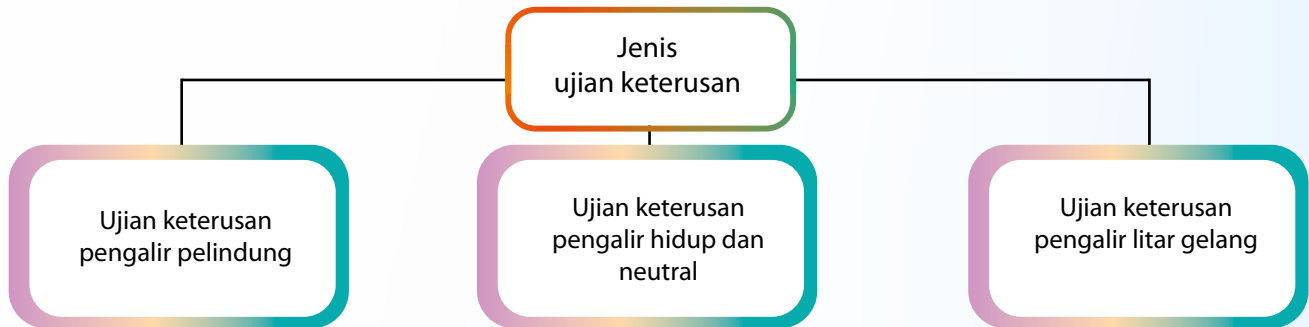 Jenis
ujian keterusan
Ujian keterusan
pengalir pelindung
Ujian keterusan
pengalir hidup dan
neutral
Ujian keterusan
pengalir litar gelang